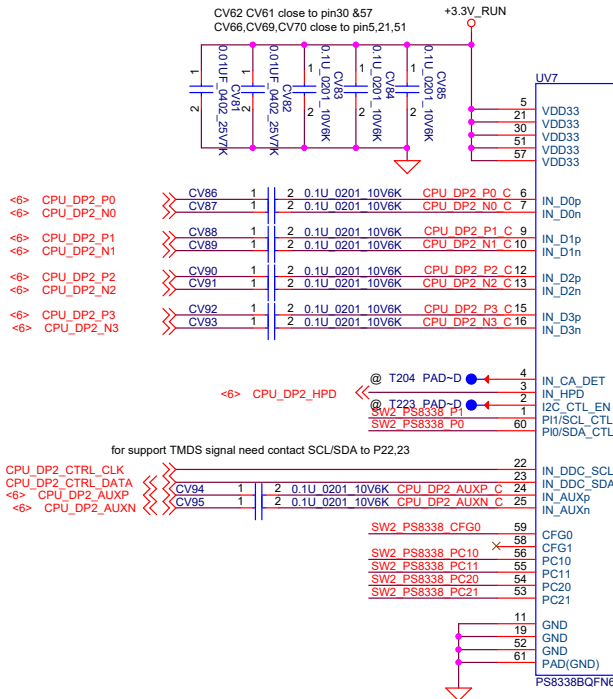 CV62 CV61 close to pin30 &57
CV66,CV69,CV70 close to pin5,21,51
+3.3V_RUN
1 2 0.01UF_0402_25V7K CV81
1 2 0.01UF_0402_25V7K CV82
1 2 0.1U_0201_10V6K CV83
1 2 0.1U_0201_10V6K CV84
1 2 0.1U_0201_10V6K CV85
UV7
5 VDD33
21 VDD33
30 VDD33
51 VDD33
57 VDD33
<6> CPU_DP2_P0 CV86 1 2 0.1U_0201_10V6K CPU_DP2_P0_C 6 IN_D0p
<6> CPU_DP2_N0 CV87 1 2 0.1U_0201_10V6K CPU_DP2_N0_C 7 IN_D0n
<6> CPU_DP2_P1 CV88 1 2 0.1U_0201_10V6K CPU_DP2_P1_C 9 IN_D1p
<6> CPU_DP2_N1 CV89 1 2 0.1U_0201_10V6K CPU_DP2_N1_C 10 IN_D1n
<6> CPU_DP2_P2 CV90 1 2 0.1U_0201_10V6K CPU_DP2_P2_C 12 IN_D2p
<6> CPU_DP2_N2 CV91 1 2 0.1U_0201_10V6K CPU_DP2_N2_C 13 IN_D2n
<6> CPU_DP2_P3 CV92 1 2 0.1U_0201_10V6K CPU_DP2_P3_C 15 IN_D3p
<6> CPU_DP2_N3 CV93 1 2 0.1U_0201_10V6K CPU_DP2_N3_C 16 IN_D3n
@ T204 PAD~D 4 IN_CA_DET
<6> CPU_DP2_HPD 3 IN_HPD
@ T223 PAD~D 2 I2C_CTL_EN
SW2_PS8338_P1 1 PI1/SCL_CTL
SW2_PS8338_P0 60 PI0/SDA_CTL
for support TMDS signal need contact SCL/SDA to P22,23
CPU_DP2_CTRL_CLK 22 IN_DDC_SCL
CPU_DP2_CTRL_DATA 23 IN_DDC_SDA
<6> CPU_DP2_AUXP CV94 1 2 0.1U_0201_10V6K CPU_DP2_AUXP_C 24 IN_AUXp
<6> CPU_DP2_AUXN CV95 1 2 0.1U_0201_10V6K CPU_DP2_AUXN_C 25 IN_AUXn
SW2_PS8338_CFG0 59 CFG0
58 CFG1
SW2_PS8338_PC10 56 PC10
SW2_PS8338_PC11 55 PC11
SW2_PS8338_PC20 54 PC20
SW2_PS8338_PC21 53 PC21
11 GND
19 GND
52 GND
61 PAD(GND)
PS8338BQFN6